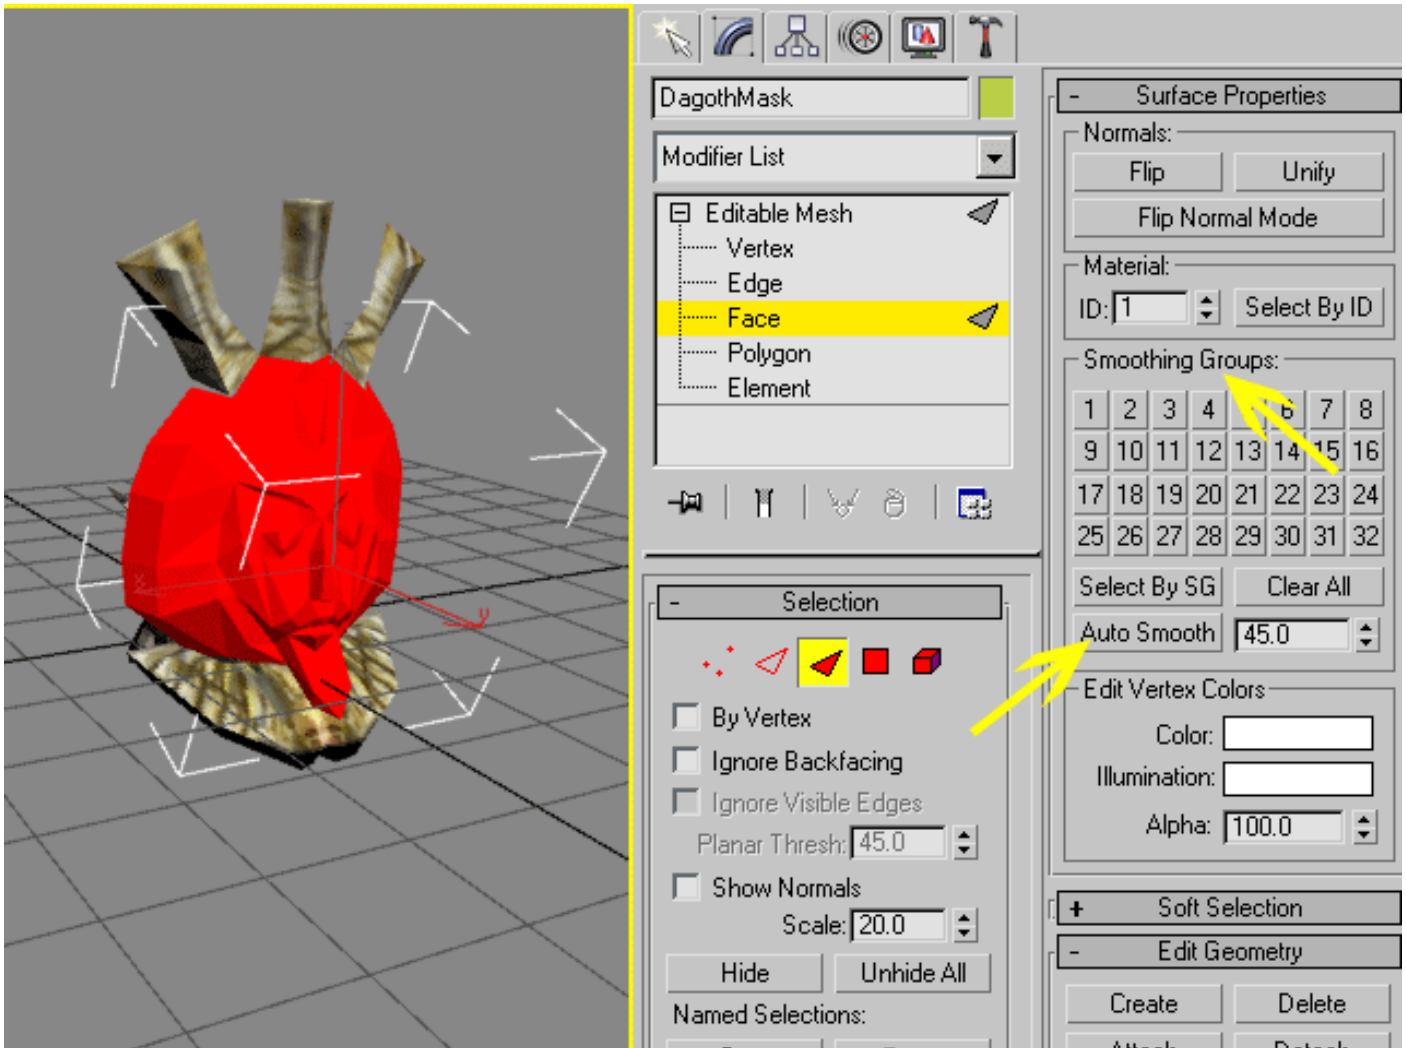 DagothMask
Modifier List
Editable Mesh
Vertex
Edge
Face
Polygon
Element
- Selection
By Vertex
Ignore Backfacing
Ignore Visible Edges
Planar Thresh: 45.0
Show Normals
Scale: 20.0
Hide Unhide All
Named Selections:
- Surface Properties
Normals:
Flip Unify
Flip Normal Mode
Material:
ID: 1 Select By ID
Smoothing Groups:
1 2 3 4 6 7 8
9 10 11 12 13 14 15 16
17 18 19 20 21 22 23 24
25 26 27 28 29 30 31 32
Select By SG Clear All
Auto Smooth 45.0
Edit Vertex Colors
Color:
Illumination:
Alpha: 100.0
+ Soft Selection
- Edit Geometry
Create Delete
Attach Detach